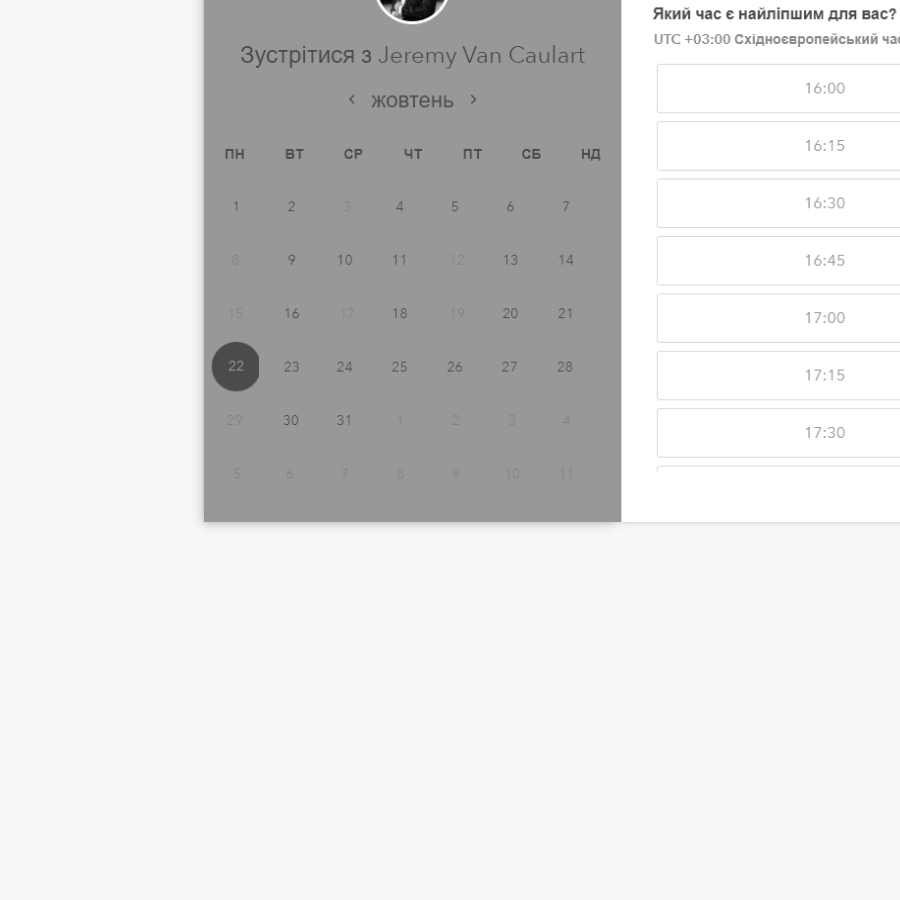 Зустрітися з Jeremy Van Caulart
< жовтень >
ПН ВТ СР ЧТ ПТ СБ НД
1 2 3 4 5 6 7
8 9 10 11 12 13 14
15 16 17 18 19 20 21
22 23 24 25 26 27 28
29 30 31 1 2 3 4
5 6 7 8 9 10 11
Який час є найліпшим для вас?
UTC +03:00 Східноєвропейський
16:00
16:15
16:30
16:45
17:00
17:15
17:30